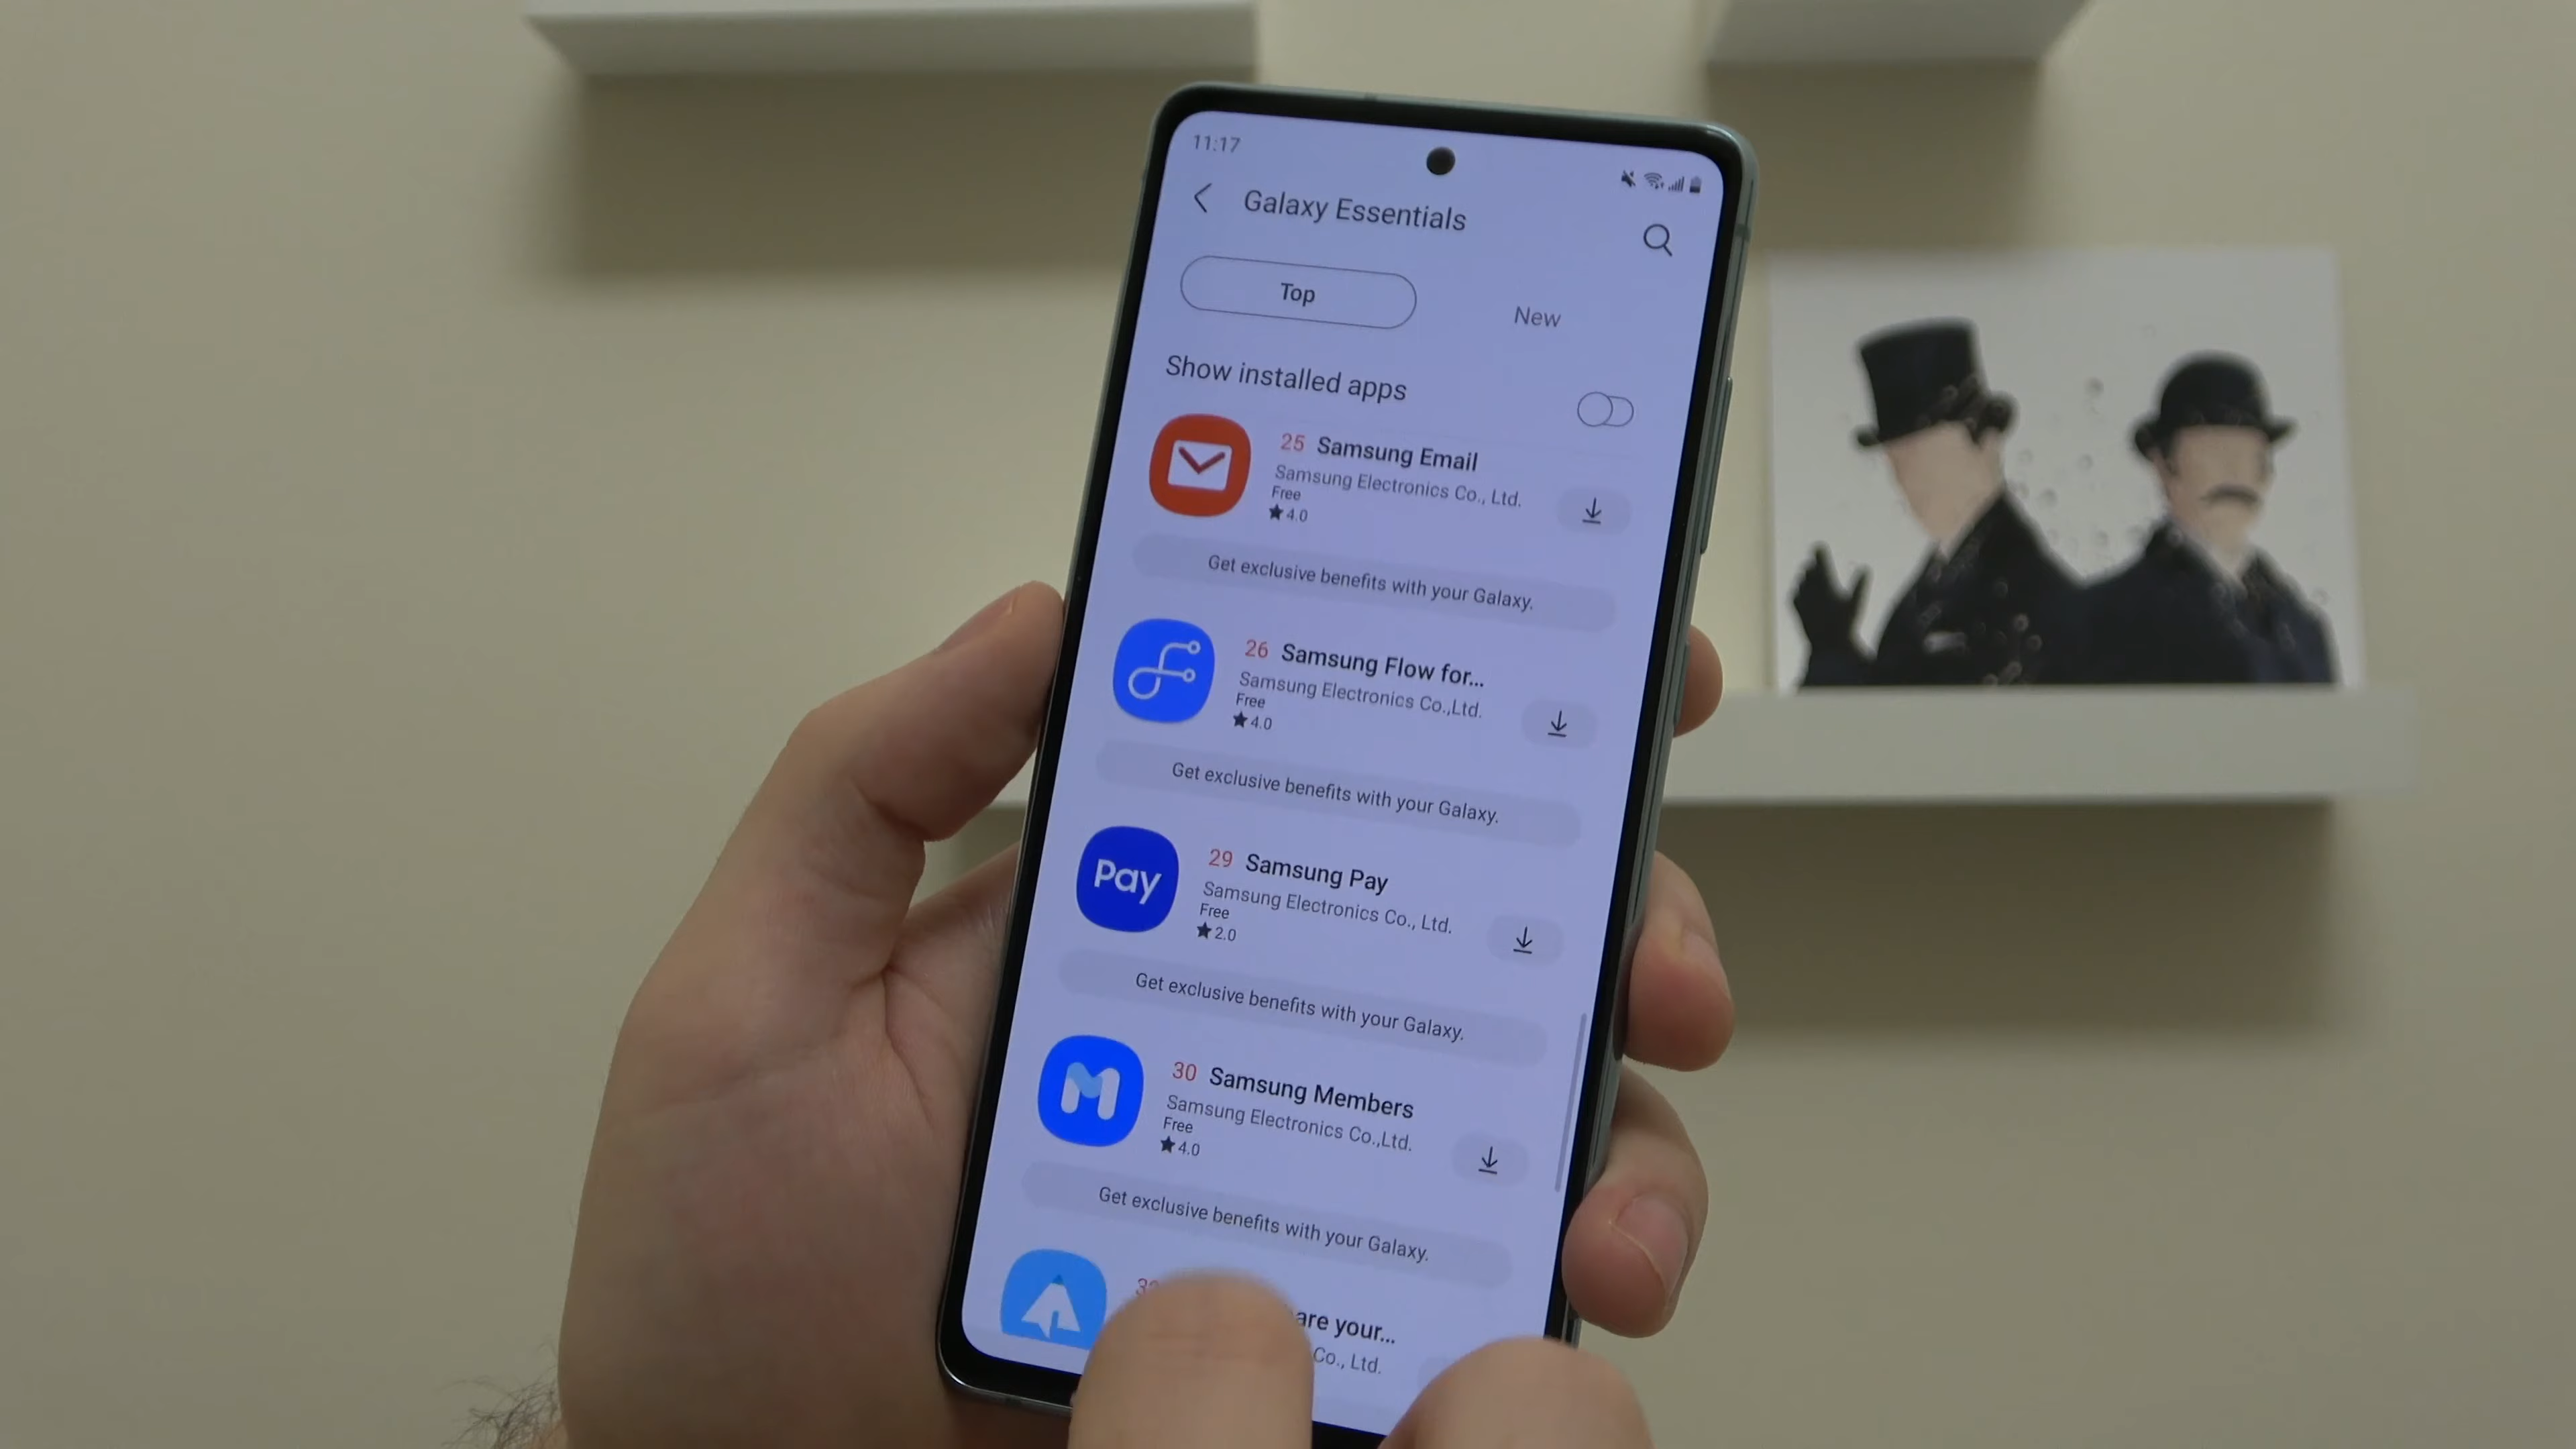 11:17
Galaxy Essentials
Top
New
Show installed apps
25 Samsung Email
Samsung Electronics Co., Ltd.
Free
★ 4.0
Get exclusive benefits with your Galaxy.
26 Samsung Flow for...
Samsung Electronics Co.,Ltd.
Free
★ 4.0
Get exclusive benefits with your Galaxy.
Pay
29 Samsung Pay
Samsung Electronics Co., Ltd.
Free
★ 2.0
Get exclusive benefits with your Galaxy.
30 Samsung Members
Samsung Electronics Co.,Ltd.
Free
★ 4.0
Get exclusive benefits with your Galaxy.
your...
Co., Ltd.